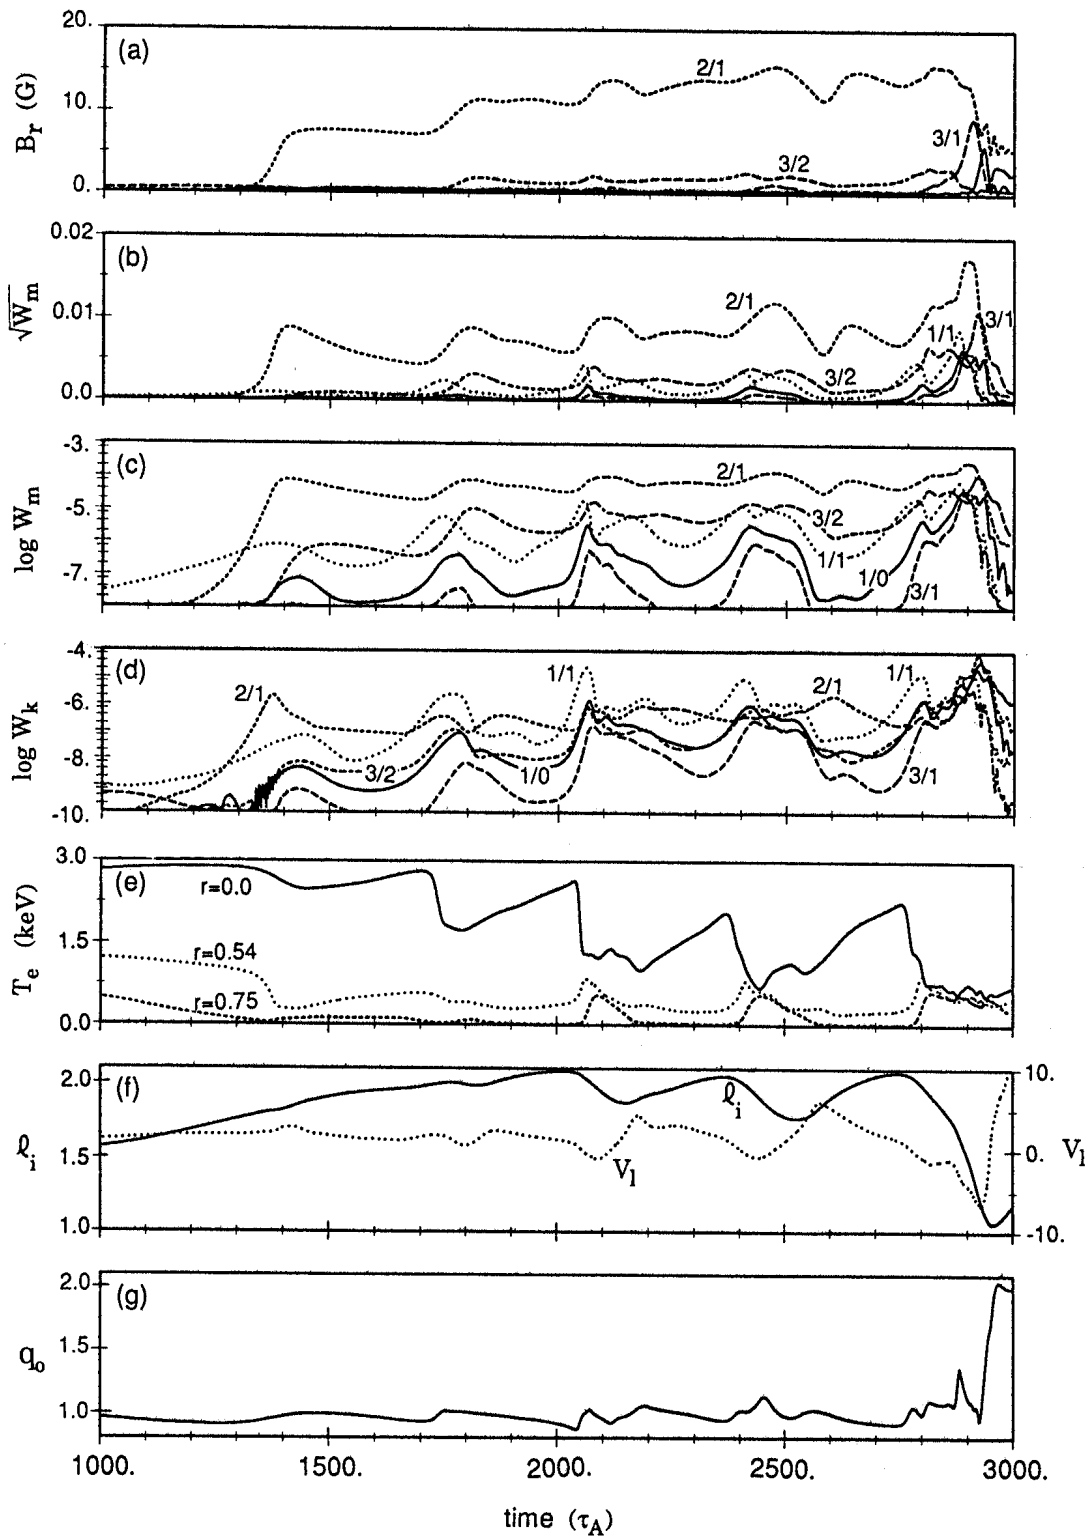 20.
(a)
2/1
10.
B_r (G)
3/1
3/2
0.
0.02
(b)
2/1
0.01
√W_m
1/1
3/1
3/2
0.0
-3.
(c)
2/1
-5.
log W_m
3/2
1/1
1/0
3/1
-7.
-4.
(d)
2/1
1/1
2/1
1/1
-6.
log W_k
-8.
3/2
1/0
3/1
-10.
3.0
(e)
r=0.0
1.5
T_e (keV)
r=0.54
r=0.75
0.0
2.0
(f)
10.
ℓ_i
ℓ_i
1.5
V_l
0.
V_l
1.0
-10.
2.0
(g)
1.5
q_o
1.0
1000.
1500.
2000.
2500.
3000.
time (τ_A)